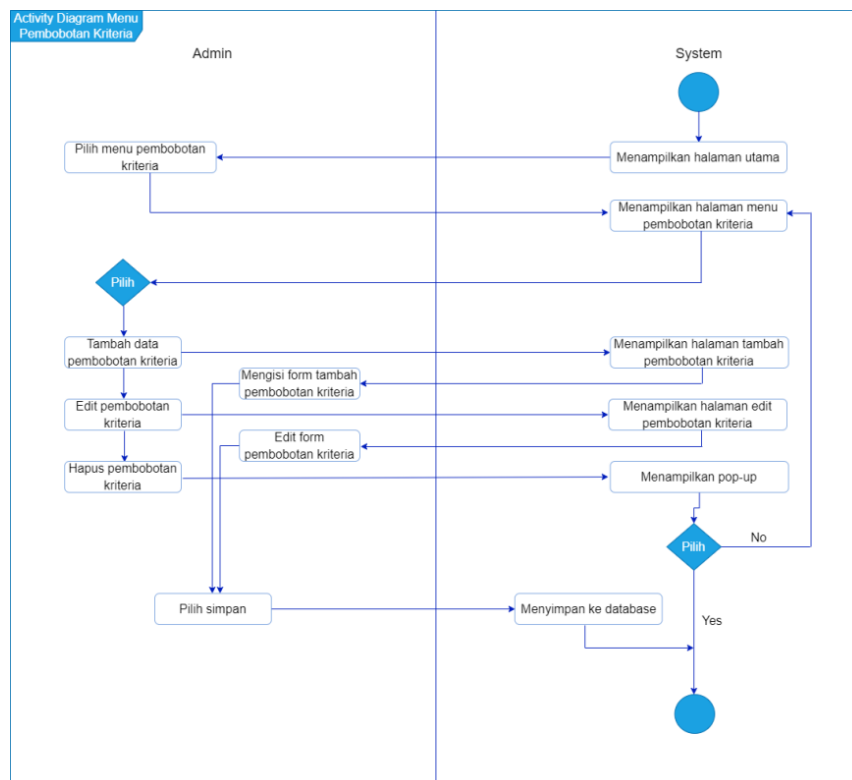 Activity Diagram Menu
Pembobotan Kriteria
Admin
System
Pilih menu pembobotan
kriteria
Menampilkan halaman utama
Menampilkan halaman menu
pembobotan kriteria
Pilih
Tambah data
pembobotan kriteria
Menampilkan halaman tambah
pembobotan kriteria
Mengisi form tambah
pembobotan kriteria
Edit pembobotan
kriteria
Menampilkan halaman edit
pembobotan kriteria
Edit form
pembobotan kriteria
Hapus pembobotan
kriteria
Menampilkan pop-up
Pilih
No
Pilih simpan
Menyimpan ke database
Yes